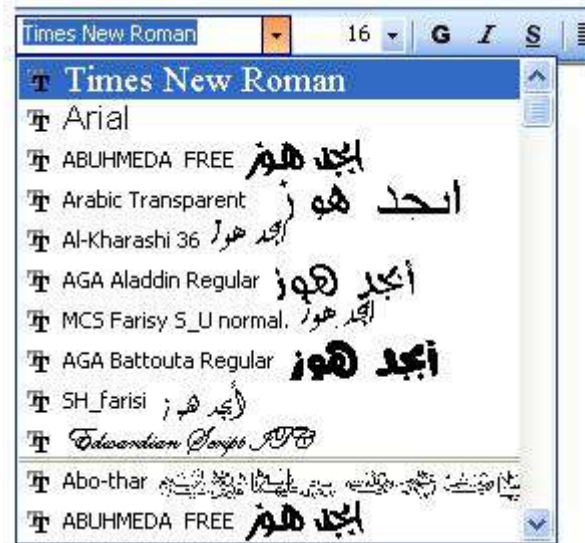 Times New Roman 16 G I S
Times New Roman
Arial
ABUHMEDA FREE أبجد هوز
Arabic Transparent أبجد هوز
Al-Kharashi 36 أبجد هوز
AGA Aladdin Regular أبجد هوز
MCS Farisy S_U normal. أبجد هوز
AGA Battouta Regular أبجد هوز
SH_farisi أبجد هوز
Edwardian Script ITC
Abo-thar
ABUHMEDA FREE أبجد هوز